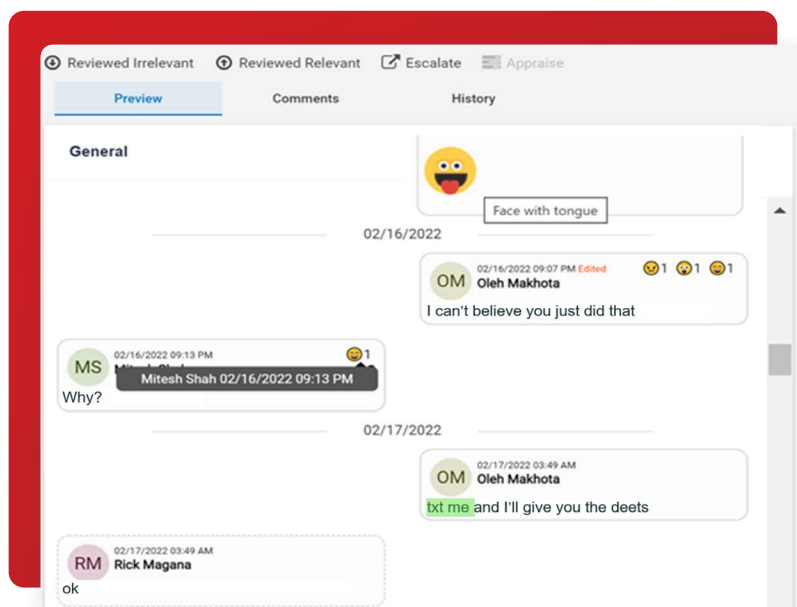 Reviewed Irrelevant Reviewed Relevant Escalate Appraise
Preview Comments History
General
Face with tongue
02/16/2022
02/16/2022 09:07 PM Edited 1 1 1
OM Oleh Makhota
I can't believe you just did that
02/16/2022 09:13 PM 1
MS
Mitesh Shah 02/16/2022 09:13 PM
Why?
02/17/2022
02/17/2022 03:49 AM
OM Oleh Makhota
txt me and I'll give you the deets
02/17/2022 03:49 AM
RM Rick Magana
ok